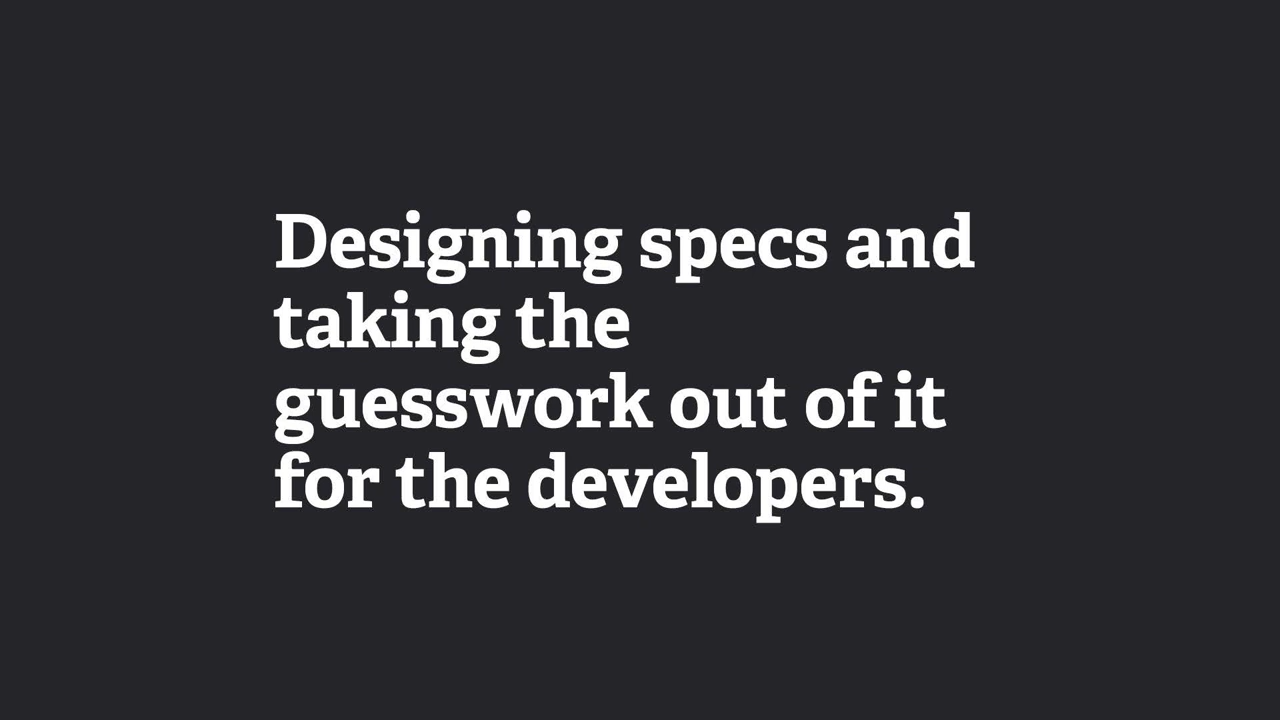 Designing specs and
taking the
guesswork out of it
for the developers.